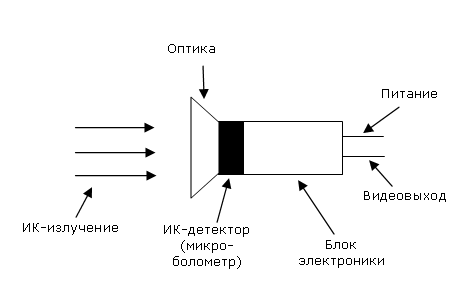 Оптика
Питание
Видеовыход
ИК-излучение
ИК-детектор
(микро-
болометр)
Блок
электроники